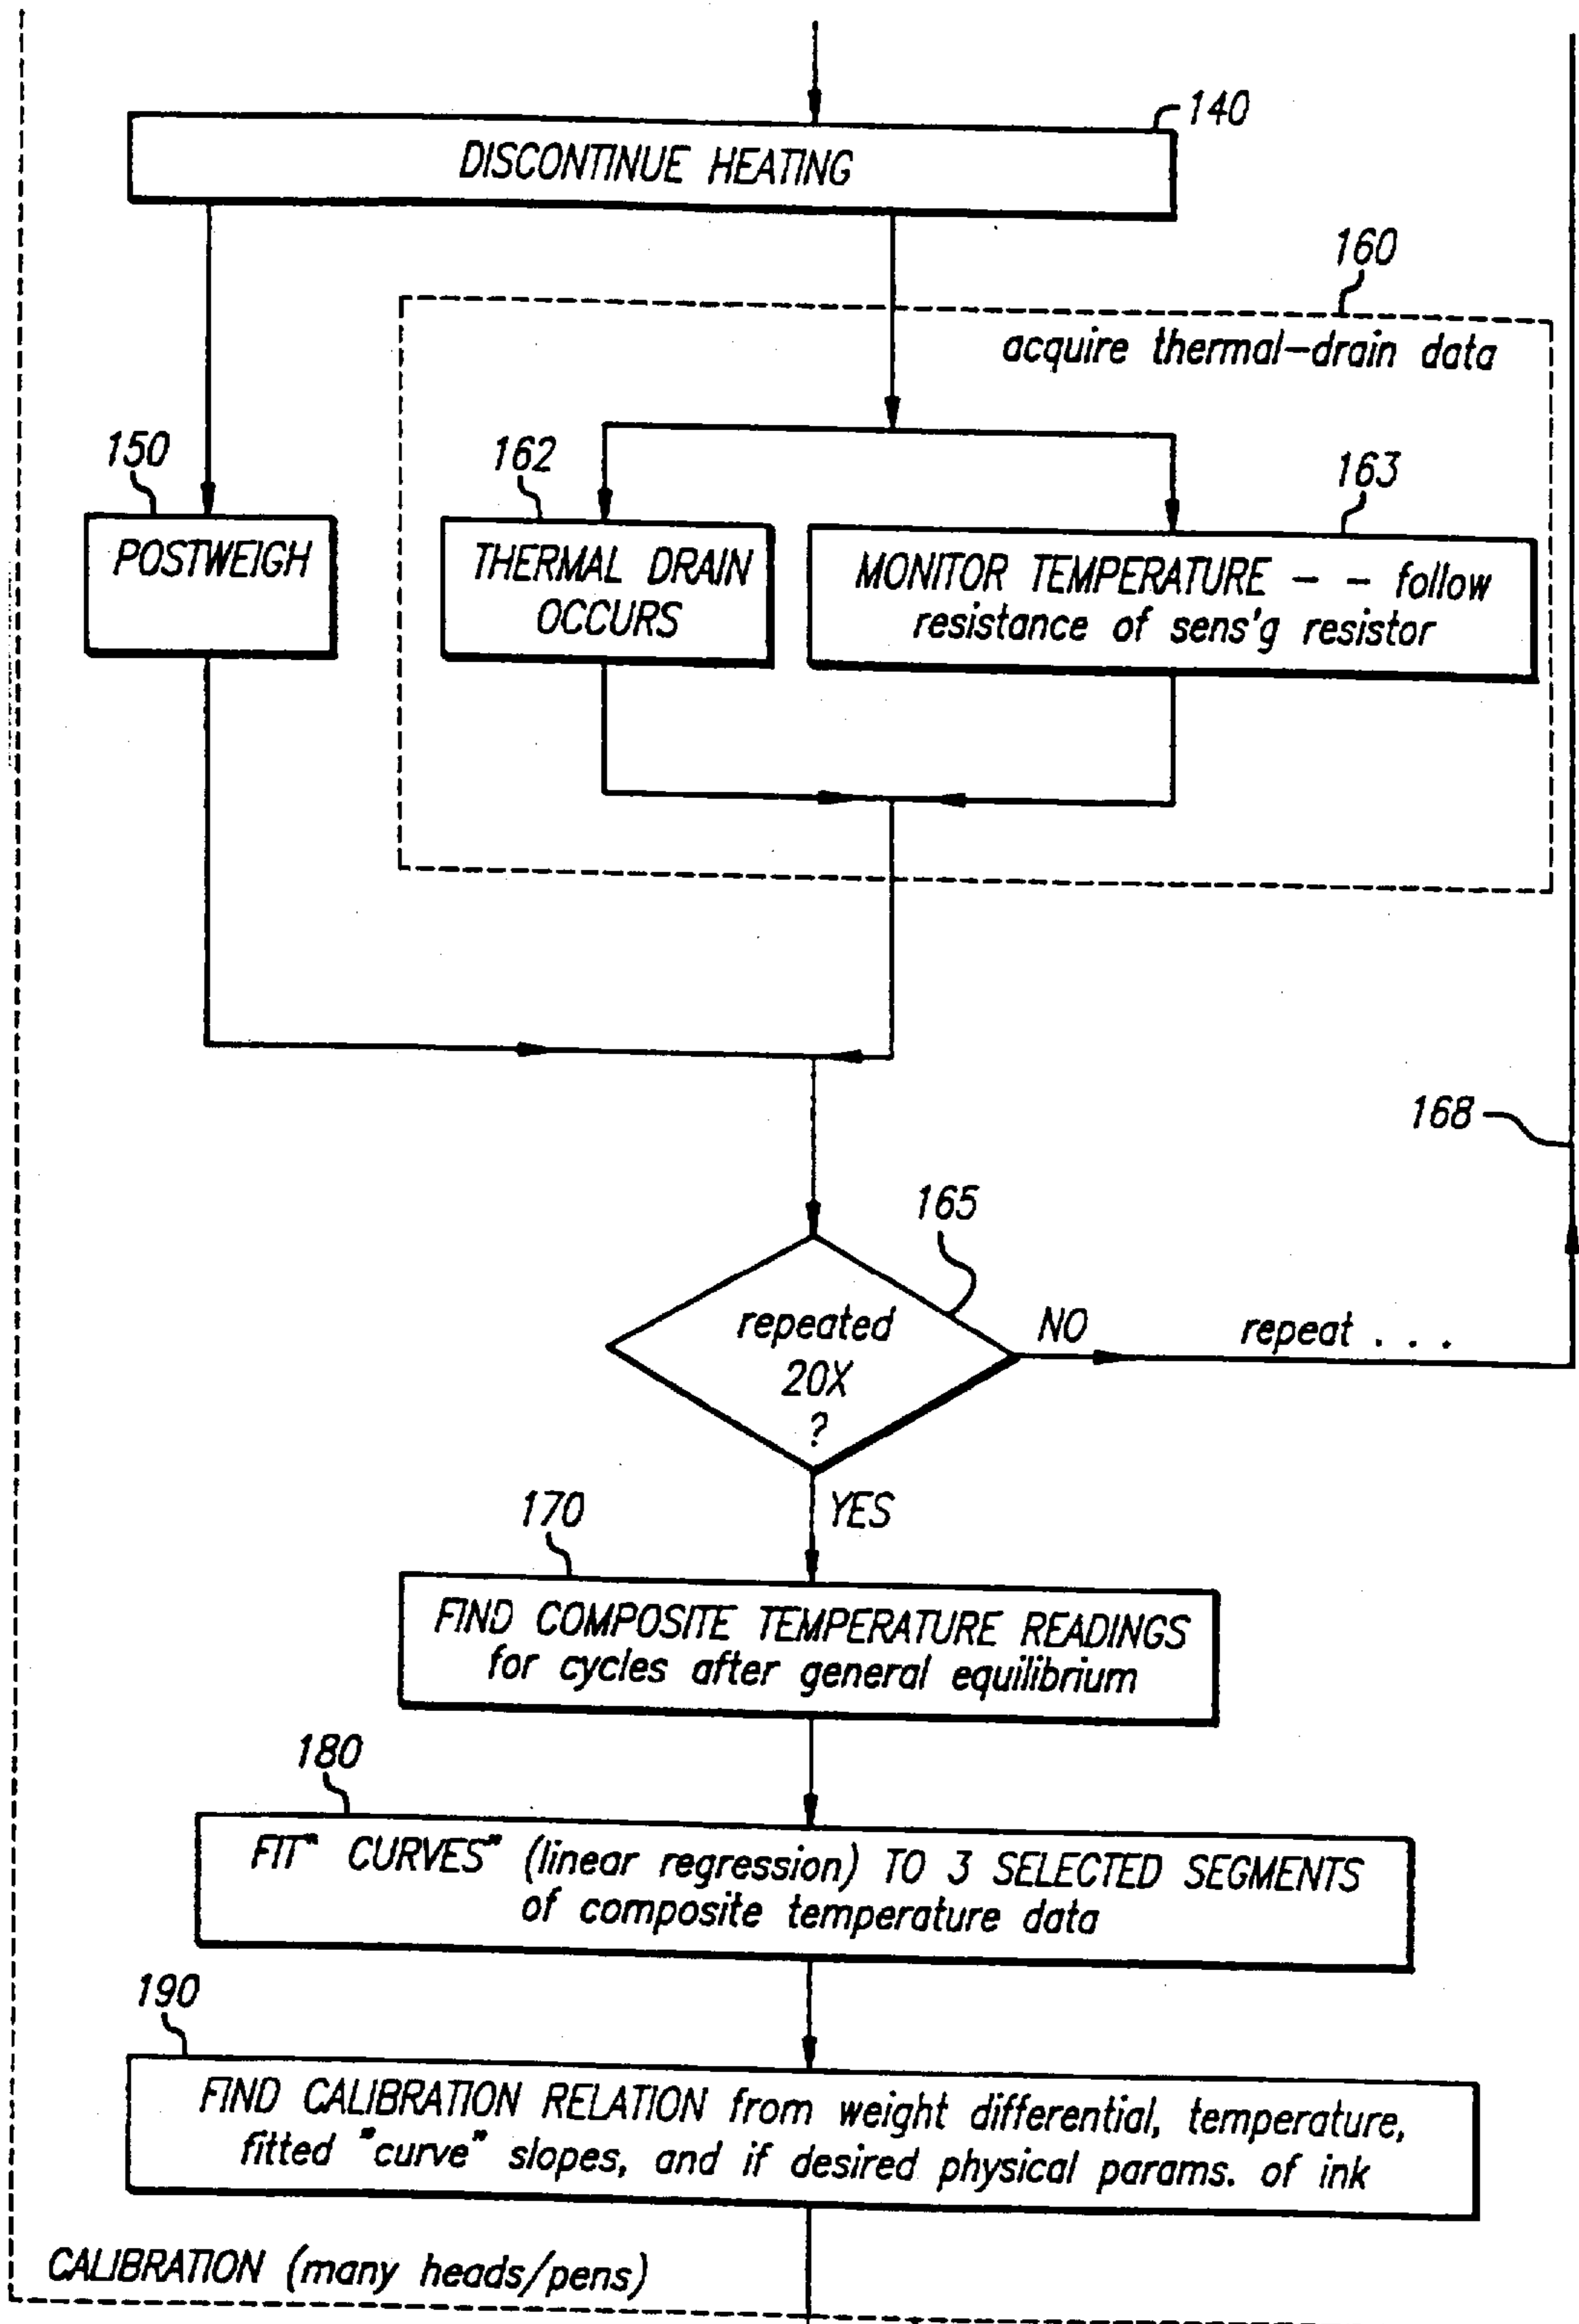 140
DISCONTINUE HEATING
160
acquire thermal-drain data
150
162
163
POSTWEIGH
THERMAL DRAIN
OCCURS
MONITOR TEMPERATURE - - follow
resistance of sens'g resistor
168
165
repeated
20X
?
NO
repeat . . .
YES
170
FIND COMPOSITE TEMPERATURE READINGS
for cycles after general equilibrium
180
FIT" CURVES" (linear regression) TO 3 SELECTED SEGMENTS
of composite temperature data
190
FIND CALIBRATION RELATION from weight differential, temperature,
fitted "curve" slopes, and if desired physical params. of ink
CALIBRATION (many heads/pens)